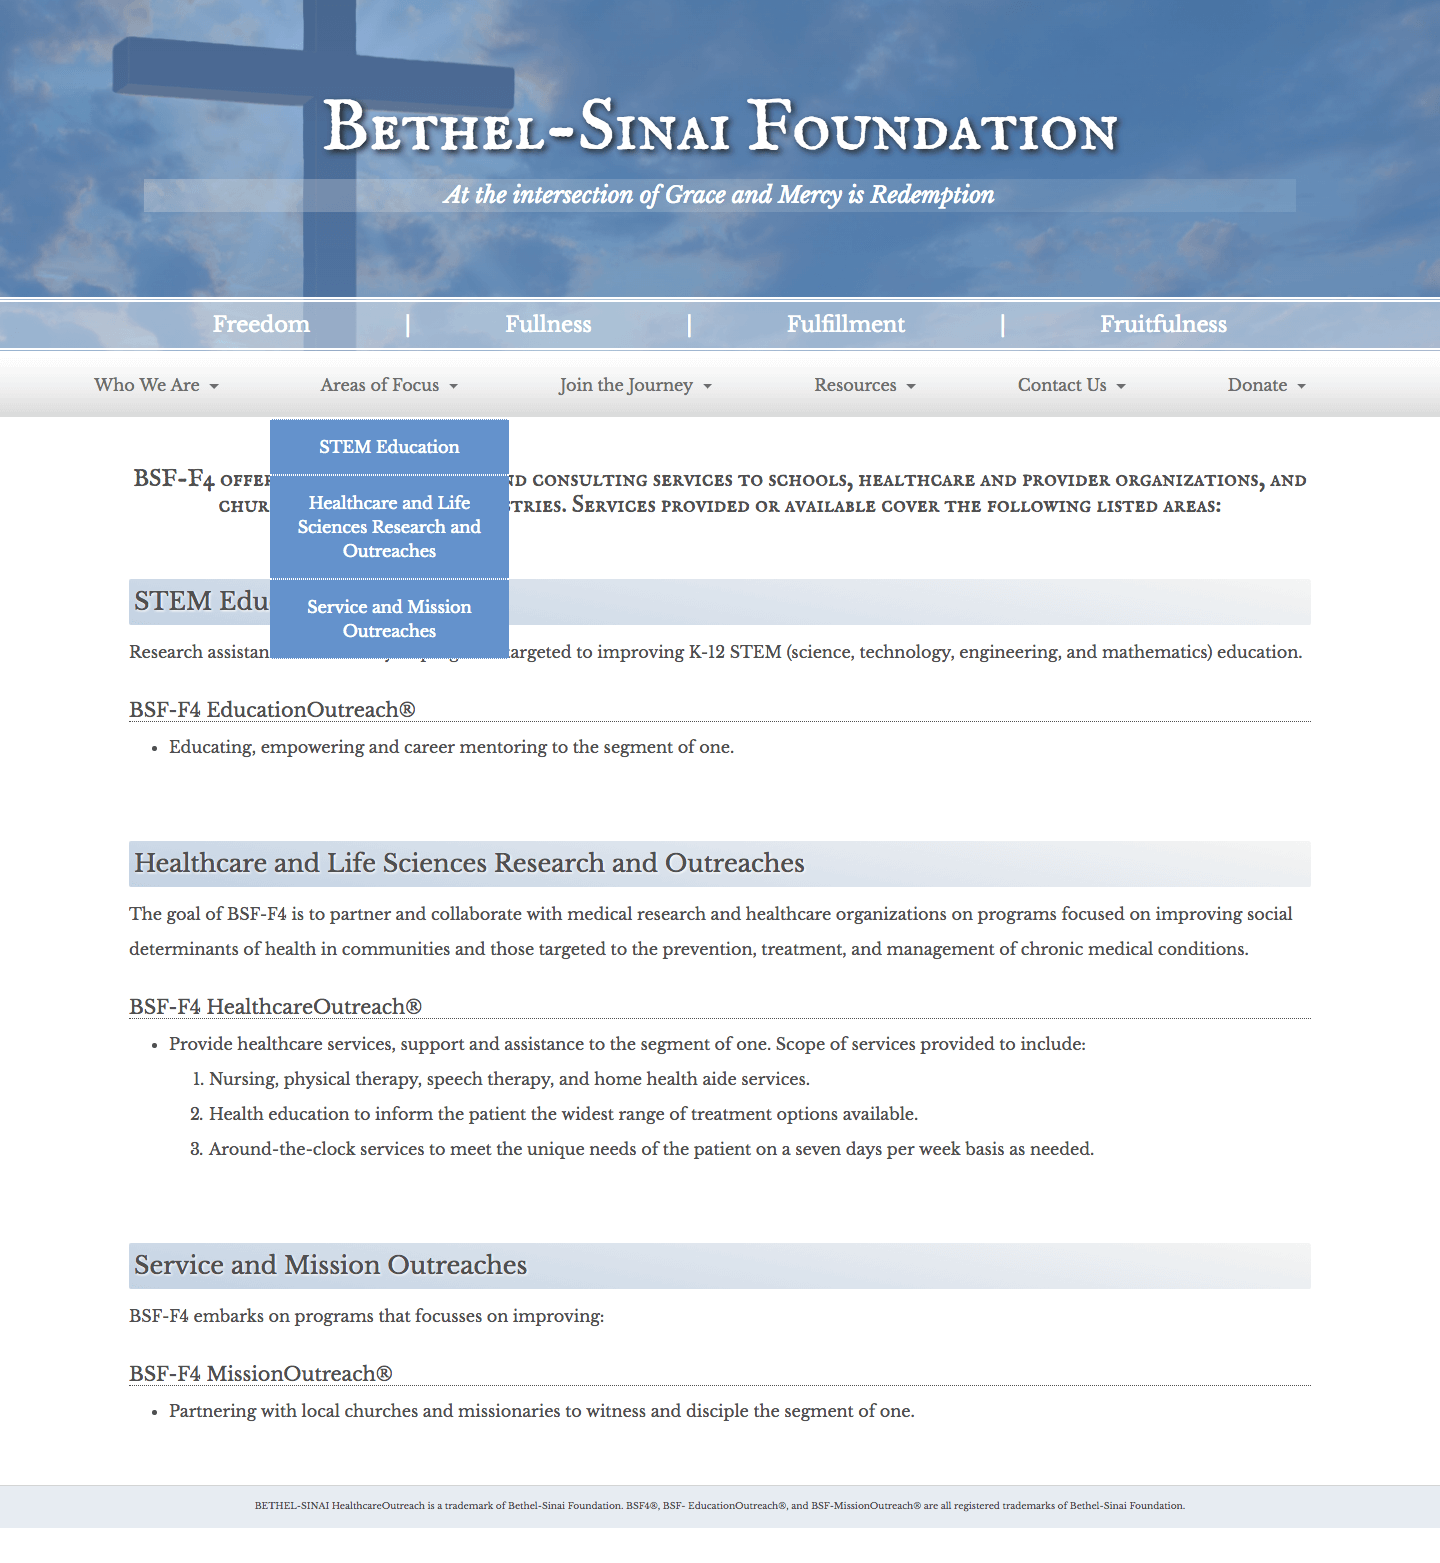 Bethel-Sinai Foundation
At the intersection of Grace and Mercy is Redemption
Freedom | Fullness | Fulfillment | Fruitfulness
Who We Are Areas of Focus Join the Journey Resources Contact Us Donate
STEM Education
Healthcare and Life
Sciences Research and
Outreaches
Service and Mission
Outreaches
BSF-F4 consulting services to schools, healthcare and provider organizations, and
Services provided or available cover the following listed areas:
STEM
Research targeted to improving K-12 STEM (science, technology, engineering, and mathematics) education.
BSF-F4 EducationOutreach®
• Educating, empowering and career mentoring to the segment of one.
Healthcare and Life Sciences Research and Outreaches
The goal of BSF-F4 is to partner and collaborate with medical research and healthcare organizations on programs focused on improving social
determinants of health in communities and those targeted to the prevention, treatment, and management of chronic medical conditions.
BSF-F4 HealthcareOutreach®
• Provide healthcare services, support and assistance to the segment of one. Scope of services provided to include:
1. Nursing, physical therapy, speech therapy, and home health aide services.
2. Health education to inform the patient the widest range of treatment options available.
3. Around-the-clock services to meet the unique needs of the patient on a seven days per week basis as needed.
Service and Mission Outreaches
BSF-F4 embarks on programs that focusses on improving:
BSF-F4 MissionOutreach®
• Partnering with local churches and missionaries to witness and disciple the segment of one.
BETHEL-SINAI HealthcareOutreach is a trademark of Bethel-Sinai Foundation. BSF4®, BSF- EducationOutreach®, and BSF-MissionOutreach® are all registered trademarks of Bethel-Sinai Foundation.